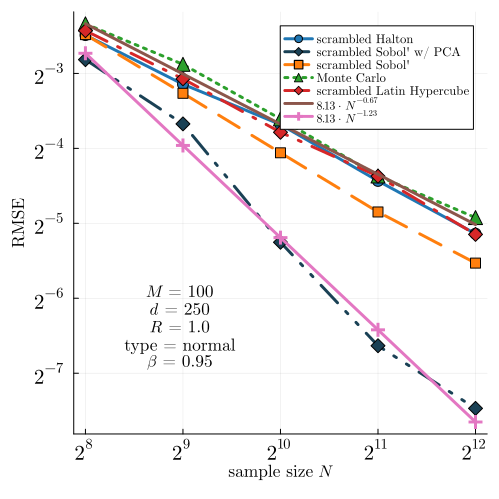 scrambled Halton
scrambled Sobol' w/ PCA
scrambled Sobol'
Monte Carlo
scrambled Latin Hypercube
8.13 · N^{-0.67}
8.13 · N^{-1.23}
2^{-3}
2^{-4}
2^{-5}
2^{-6}
2^{-7}
RMSE
M = 100
d = 250
R = 1.0
type = normal
β = 0.95
2^8 2^9 2^{10} 2^{11} 2^{12}
sample size N